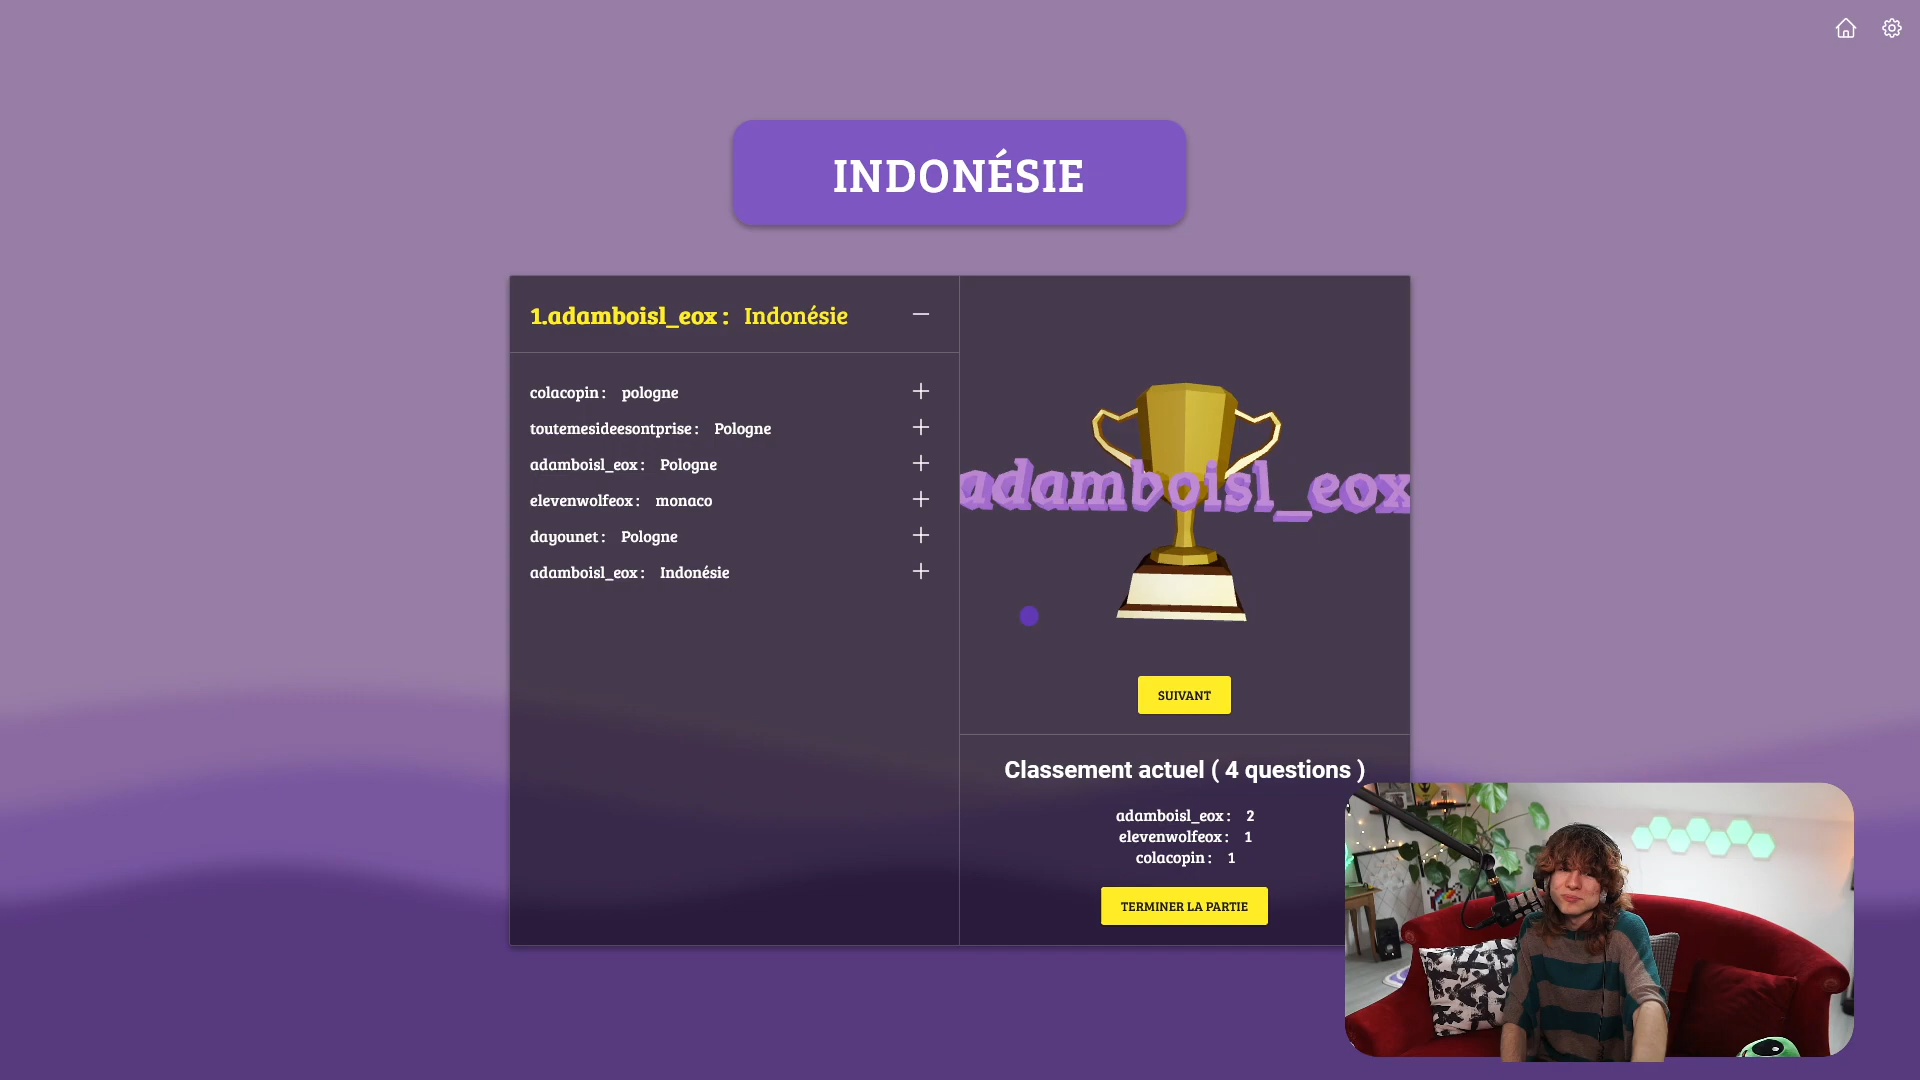 INDONÉSIE
1.adamboisl_eox : Indonésie
colacopin : pologne
toutemesideesontprise : Pologne
adamboisl_eox : Pologne
elevenwolfeox : monaco
dayounet : Pologne
adamboisl_eox : Indonésie
adamboisl_eox
SUIVANT
Classement actuel ( 4 questions )
adamboisl_eox : 2
elevenwolfeox : 1
colacopin : 1
TERMINER LA PARTIE